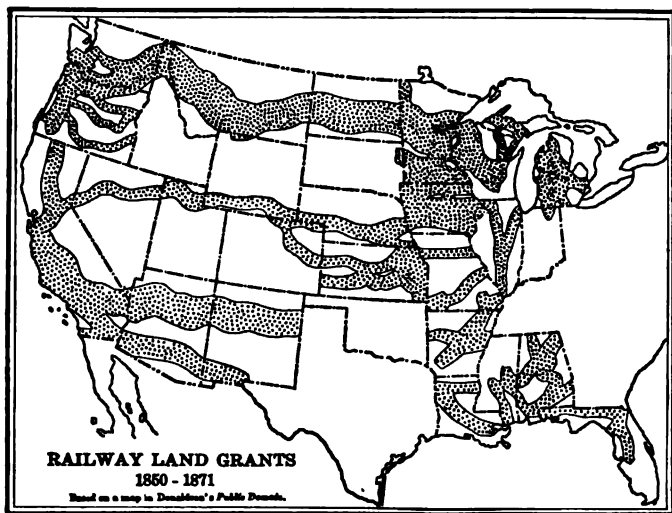 RAILWAY LAND GRANTS
1850 - 1871
Based on a map in Donaldson's Public Domain.